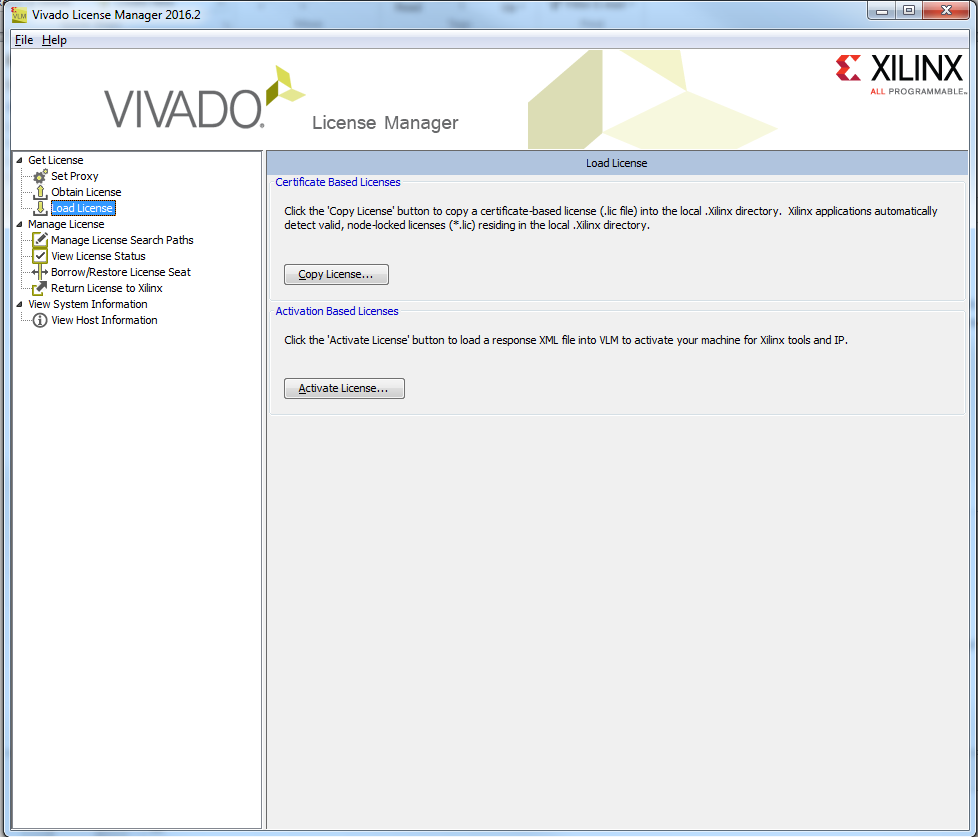 Vivado License Manager 2016.2
File Help
VIVADO.
License Manager
XILINX
ALL PROGRAMMABLE™
Get License
Set Proxy
Obtain License
Load License
Manage License
Manage License Search Paths
View License Status
Borrow/Restore License Seat
Return License to Xilinx
View System Information
View Host Information
Load License
Certificate Based Licenses
Click the 'Copy License' button to copy a certificate-based license (.lic file) into the local .Xilinx directory.  Xilinx applications automatically
detect valid, node-locked licenses (*.lic) residing in the local .Xilinx directory.
Copy License...
Activation Based Licenses
Click the 'Activate License' button to load a response XML file into VLM to activate your machine for Xilinx tools and IP.
Activate License...